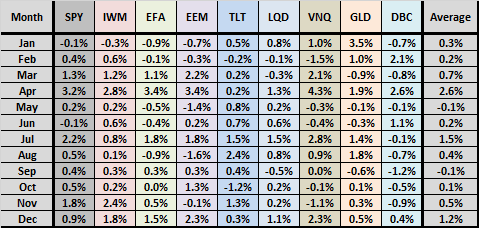 Month SPY IWM EFA EEM TLT LQD VNQ GLD DBC Average
Jan -0.1% -0.3% -0.9% -0.7% 0.5% 0.8% 1.0% 3.5% -0.7% 0.3%
Feb 0.4% 0.6% -0.1% -0.3% -0.2% -0.1% -1.5% 1.0% 2.1% 0.2%
Mar 1.3% 1.2% 1.1% 2.2% 0.2% -0.3% 2.1% -0.9% -0.8% 0.7%
Apr 3.2% 2.8% 3.4% 3.4% 0.2% 1.3% 4.3% 1.9% 2.6% 2.6%
May 0.2% 0.2% -0.5% -1.4% 0.8% 0.2% -0.3% -0.1% -0.1% -0.1%
Jun -0.1% 0.6% -0.4% 0.2% 0.7% 0.6% -0.4% -0.3% 1.1% 0.2%
Jul 2.2% 0.8% 1.8% 1.8% 1.5% 1.5% 2.8% 1.4% -0.1% 1.5%
Aug 0.5% 0.1% -0.9% -1.6% 2.4% 0.8% 0.9% 1.8% -0.7% 0.4%
Sep 0.4% 0.3% 0.3% 0.3% 0.4% -0.5% 0.0% -0.6% -1.2% -0.1%
Oct 0.5% 0.2% 0.0% 1.3% -1.2% 0.2% -0.1% 0.1% -0.5% 0.1%
Nov 1.8% 2.4% 0.5% -0.1% 1.3% 0.2% -1.1% 0.3% -0.9% 0.5%
Dec 0.9% 1.8% 1.5% 2.3% 0.3% 1.1% 2.3% 0.5% 0.4% 1.2%